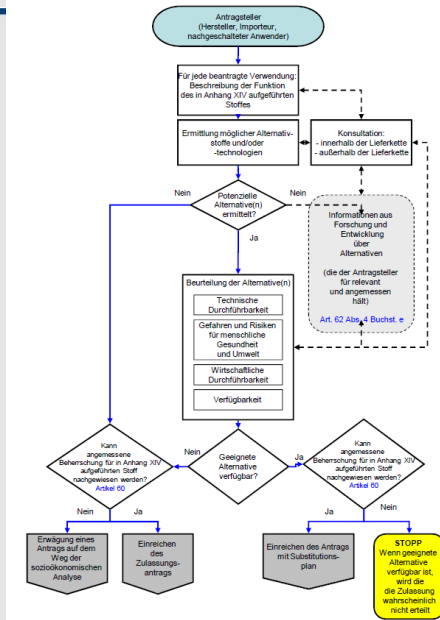 Antragsteller
(Hersteller, Importeur,
nachgeschalteter Anwender)
Für jede beantragte Verwendung:
Beschreibung der Funktion
des in Anhang XIV aufgeführten
Stoffes
Ermittlung möglicher Alternativ-
stoffe und/oder
-technologien
Konsultation:
- innerhalb der Lieferkette
- außerhalb der Lieferkette
Nein
Potenzielle
Alternative(n)
ermittelt?
Nein
Ja
Informationen aus
Forschung und
Entwicklung
über
Alternativen
(die der Antragsteller
für relevant
und angemessen
hält)
Art. 62 Abs. 4 Buchst. e
Beurteilung der Alternative(n)
Technische
Durchführbarkeit
Gefahren und Risiken
für menschliche
Gesundheit
und Umwelt
Wirtschaftliche
Durchführbarkeit
Verfügbarkeit
Kann
angemessene
Beherrschung für in Anhang XIV
aufgeführten Stoff
nachgewiesen werden?
Artikel 60
Nein
Geeignete
Alternative
verfügbar?
Ja
Kann
angemessene
Beherrschung für in Anhang XIV
aufgeführten Stoff
nachgewiesen werden?
Artikel 60
Nein
Ja
Ja
Nein
Erwägung eines
Antrags auf dem
Weg der
sozioökonomischen
Analyse
Einreichen
des
Zulassungs-
antrags
Einreichen des Antrags
mit Substitutions-
plan
STOPP
Wenn geeignete
Alternative
verfügbar ist,
wird die
die Zulassung
wahrscheinlich
nicht erteilt